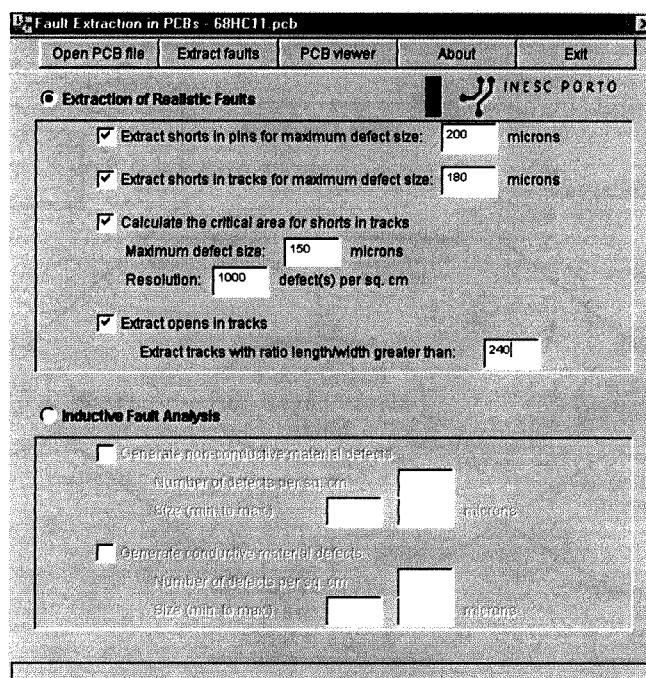 Fault Extraction in PCBs - 68HC11.pcb
Open PCB file Extract faults PCB viewer About Exit
INESC PORTO
Extraction of Realistic Faults
Extract shorts in pins for maximum defect size: 200 microns
Extract shorts in tracks for maximum defect size: 180 microns
Calculate the critical area for shorts in tracks
Maximum defect size: 150 microns
Resolution: 1000 defect(s) per sq. cm
Extract opens in tracks
Extract tracks with ratio length/width greater than: 240
Inductive Fault Analysis
Generate non-conductive material defects
Number of defects per sq. cm
Size (min. to max.) microns
Generate conductive material defects
Number of defects per sq. cm
Size (min. to max.) microns